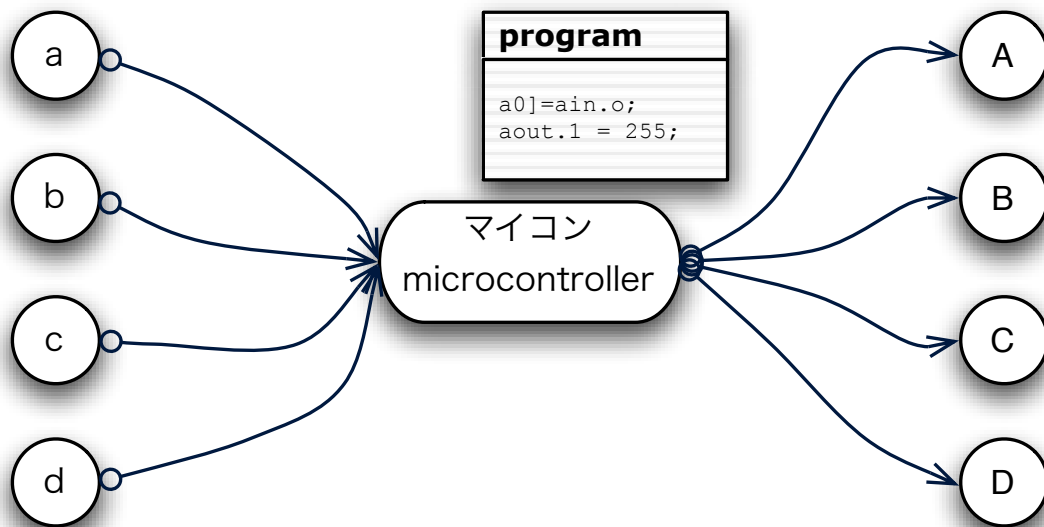 a
b
c
d
program
a0]=ain.o;
aout.1 = 255;
マイコン
microcontroller
A
B
C
D